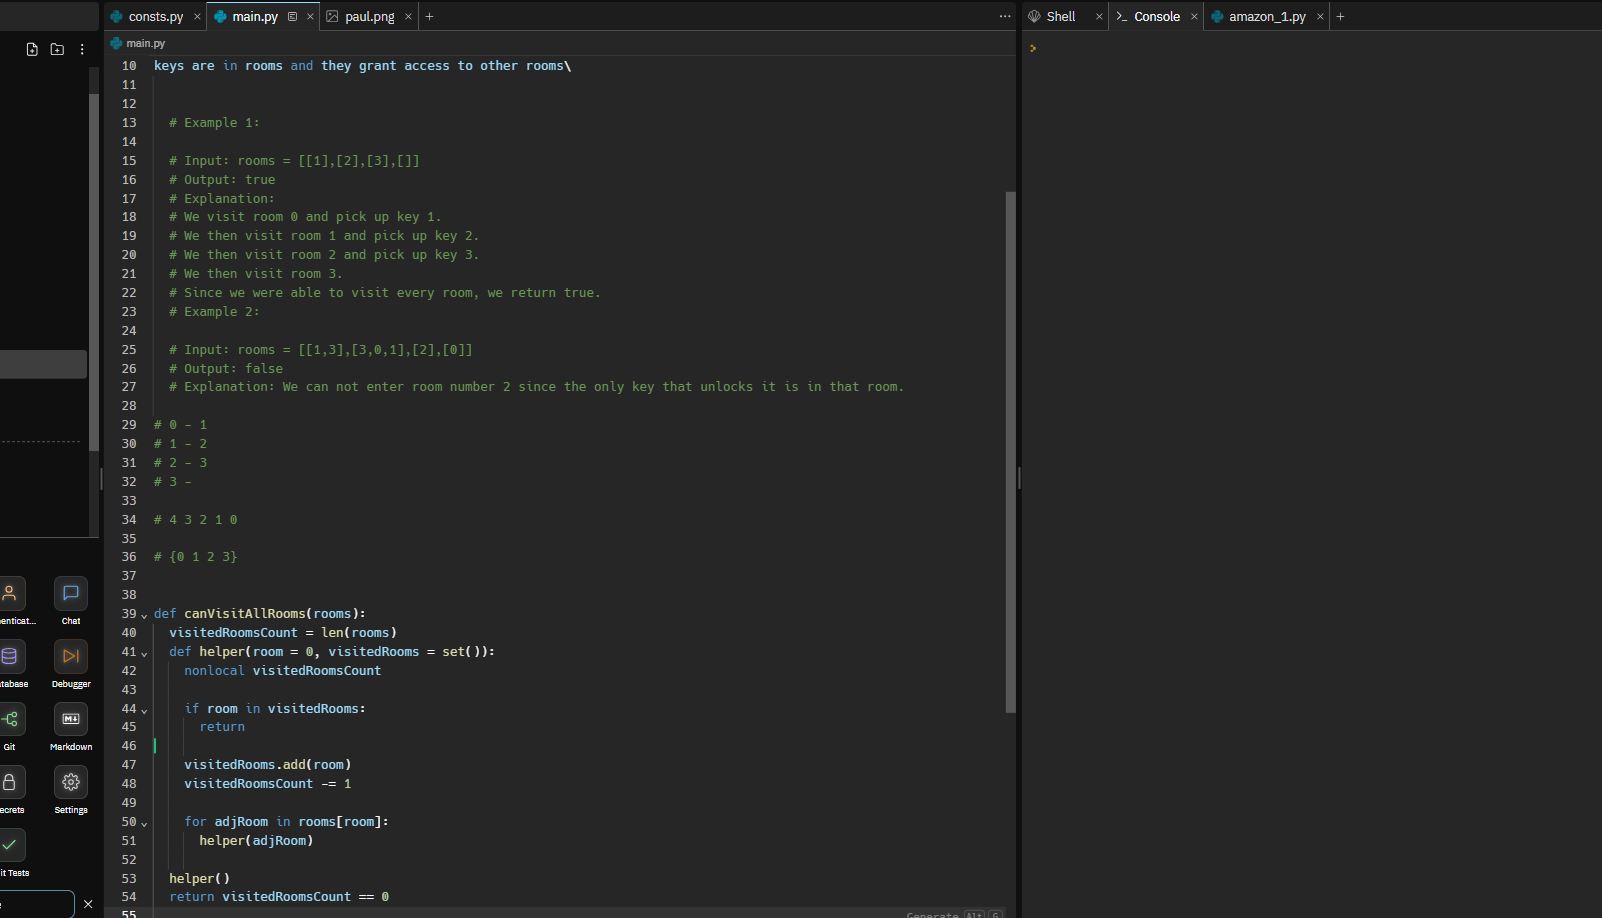 consts.py
main.py
paul.png
Shell
Console
amazon_1.py
main.py
10 keys are in rooms and they grant access to other rooms\
11
12
13 # Example 1:
14
15 # Input: rooms = [[1],[2],[3],[]]
16 # Output: true
17 # Explanation:
18 # We visit room 0 and pick up key 1.
19 # We then visit room 1 and pick up key 2.
20 # We then visit room 2 and pick up key 3.
21 # We then visit room 3.
22 # Since we were able to visit every room, we return true.
23 # Example 2:
24
25 # Input: rooms = [[1,3],[3,0,1],[2],[0]]
26 # Output: false
27 # Explanation: We can not enter room number 2 since the only key that unlocks it is in that room.
28
29 # 0 - 1
30 # 1 - 2
31 # 2 - 3
32 # 3 -
33
34 # 4 3 2 1 0
35
36 # {0 1 2 3}
37
38
39 def canVisitAllRooms(rooms):
40 visitedRoomsCount = len(rooms)
41 def helper(room = 0, visitedRooms = set()):
42 nonlocal visitedRoomsCount
43
44 if room in visitedRooms:
45 return
46
47 visitedRooms.add(room)
48 visitedRoomsCount -= 1
49
50 for adjRoom in rooms[room]:
51 helper(adjRoom)
52
53 helper()
54 return visitedRoomsCount == 0
55
Generate Alt G
enticat...
Chat
tabase
Debugger
Git
Markdown
ecrets
Settings
it Tests